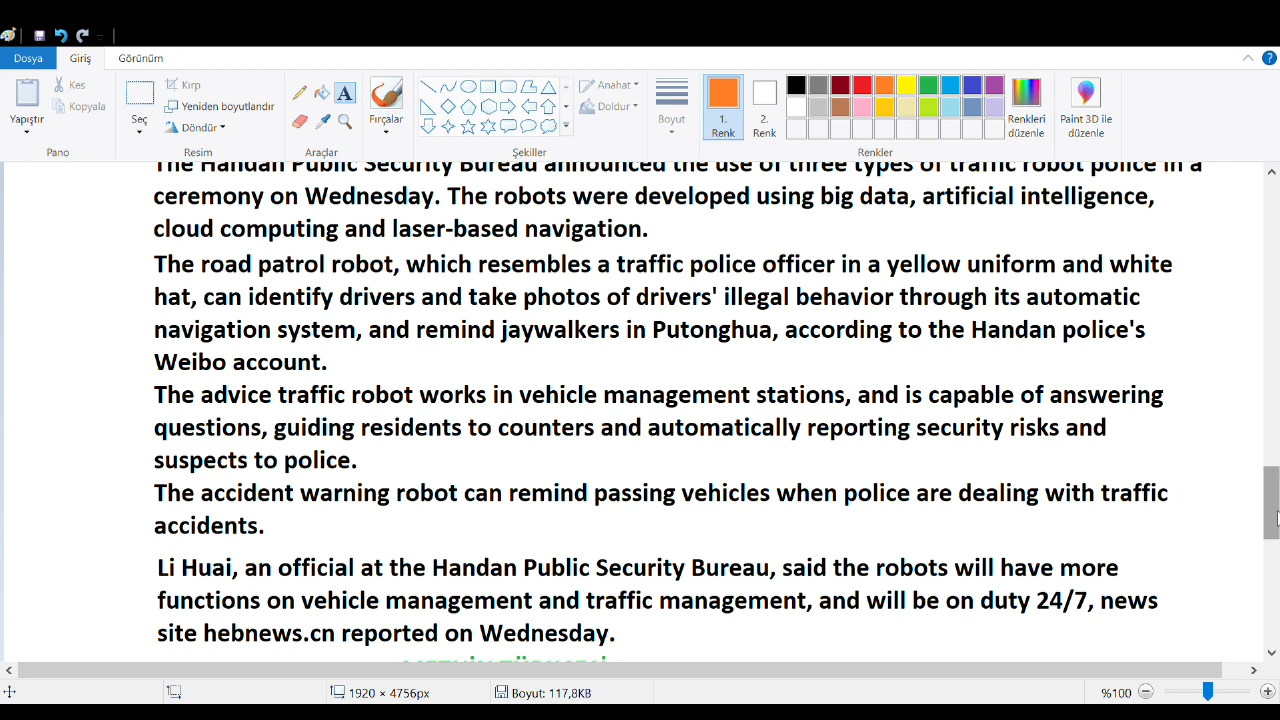 Dosya Giriş Görünüm
Yapıştır
Kes
Kopyala
Pano
Seç
Kırp
Yeniden boyutlandır
Döndür
Resim
A
Araçlar
Fırçalar
Anahat
Doldur
Şekiller
Boyut
1.
Renk
2.
Renk
Renkleri
düzenle
Paint 3D ile
düzenle
Renkler
The Handan Public Security Bureau announced the use of three types of traffic robot police in a
ceremony on Wednesday. The robots were developed using big data, artificial intelligence,
cloud computing and laser-based navigation.
The road patrol robot, which resembles a traffic police officer in a yellow uniform and white
hat, can identify drivers and take photos of drivers' illegal behavior through its automatic
navigation system, and remind jaywalkers in Putonghua, according to the Handan police's
Weibo account.
The advice traffic robot works in vehicle management stations, and is capable of answering
questions, guiding residents to counters and automatically reporting security risks and
suspects to police.
The accident warning robot can remind passing vehicles when police are dealing with traffic
accidents.
Li Huai, an official at the Handan Public Security Bureau, said the robots will have more
functions on vehicle management and traffic management, and will be on duty 24/7, news
site hebnews.cn reported on Wednesday.
1920 × 4756px
Boyut: 117,8KB
%100